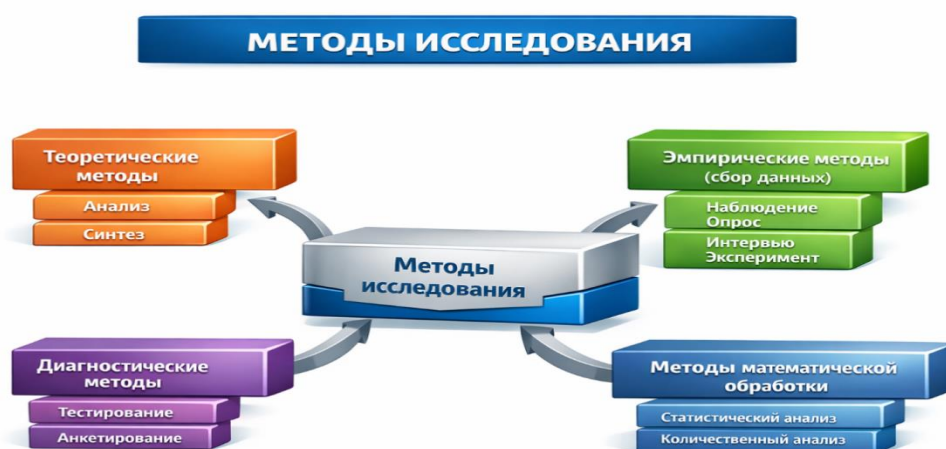 МЕТОДЫ ИССЛЕДОВАНИЯ
Теоретические
методы
Анализ
Синтез
Эмпирические методы
(сбор данных)
Наблюдение
Опрос
Интервью
Эксперимент
Методы
исследования
Диагностические
методы
Тестирование
Анкетирование
Методы математической
обработки
Статистический анализ
Количественный анализ